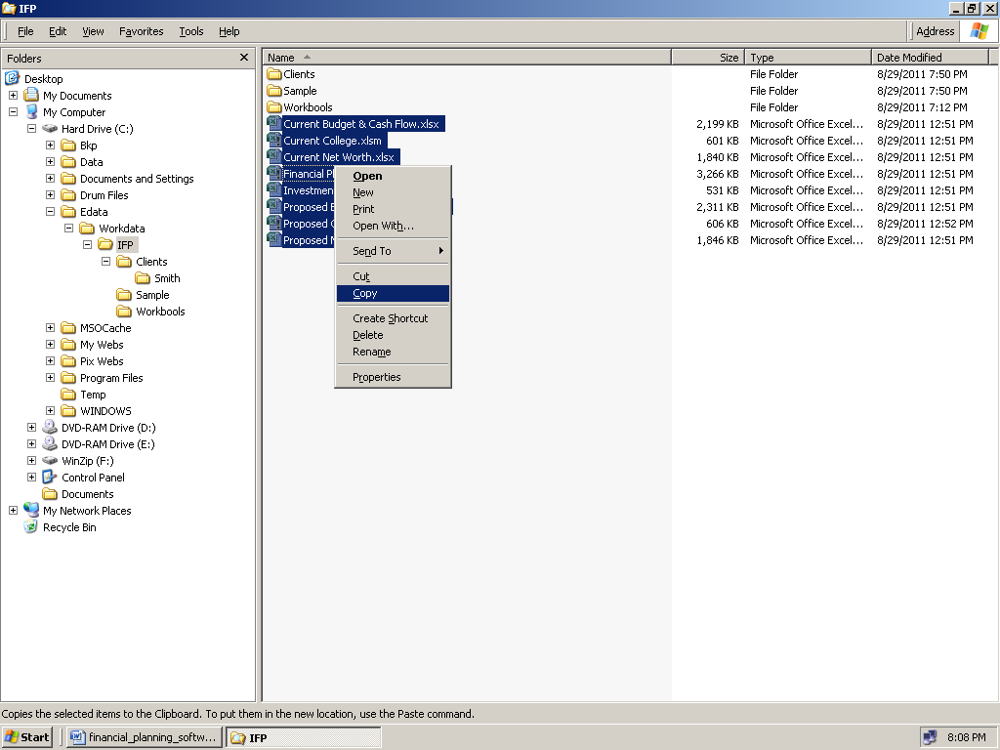 IFP
File Edit View Favorites Tools Help Address
Folders
Desktop
My Documents
My Computer
Hard Drive (C:)
Bkp
Data
Documents and Settings
Drum Files
Edata
Workdata
IFP
Clients
Smith
Sample
Workbools
MSOCache
My Webs
Pix Webs
Program Files
Temp
WINDOWS
DVD-RAM Drive (D:)
DVD-RAM Drive (E:)
WinZip (F:)
Control Panel
Documents
My Network Places
Recycle Bin
Name Size Type Date Modified
Clients File Folder 8/29/2011 7:50 PM
Sample File Folder 8/29/2011 7:50 PM
Workbools File Folder 8/29/2011 7:12 PM
Current Budget & Cash Flow.xlsx 2,199 KB Microsoft Office Excel... 8/29/2011 12:51 PM
Current College.xlsm 601 KB Microsoft Office Excel... 8/29/2011 12:51 PM
Current Net Worth.xlsx 1,840 KB Microsoft Office Excel... 8/29/2011 12:51 PM
Financial 3,266 KB Microsoft Office Excel... 8/29/2011 12:51 PM
Investmen 531 KB Microsoft Office Excel... 8/29/2011 12:51 PM
Proposed 2,311 KB Microsoft Office Excel... 8/29/2011 12:51 PM
Proposed 606 KB Microsoft Office Excel... 8/29/2011 12:52 PM
Proposed 1,846 KB Microsoft Office Excel... 8/29/2011 12:51 PM
Open
New
Print
Open With...
Send To
Cut
Copy
Create Shortcut
Delete
Rename
Properties
Copies the selected items to the Clipboard. To put them in the new location, use the Paste command.
Start financial_planning_softw... IFP 8:08 PM